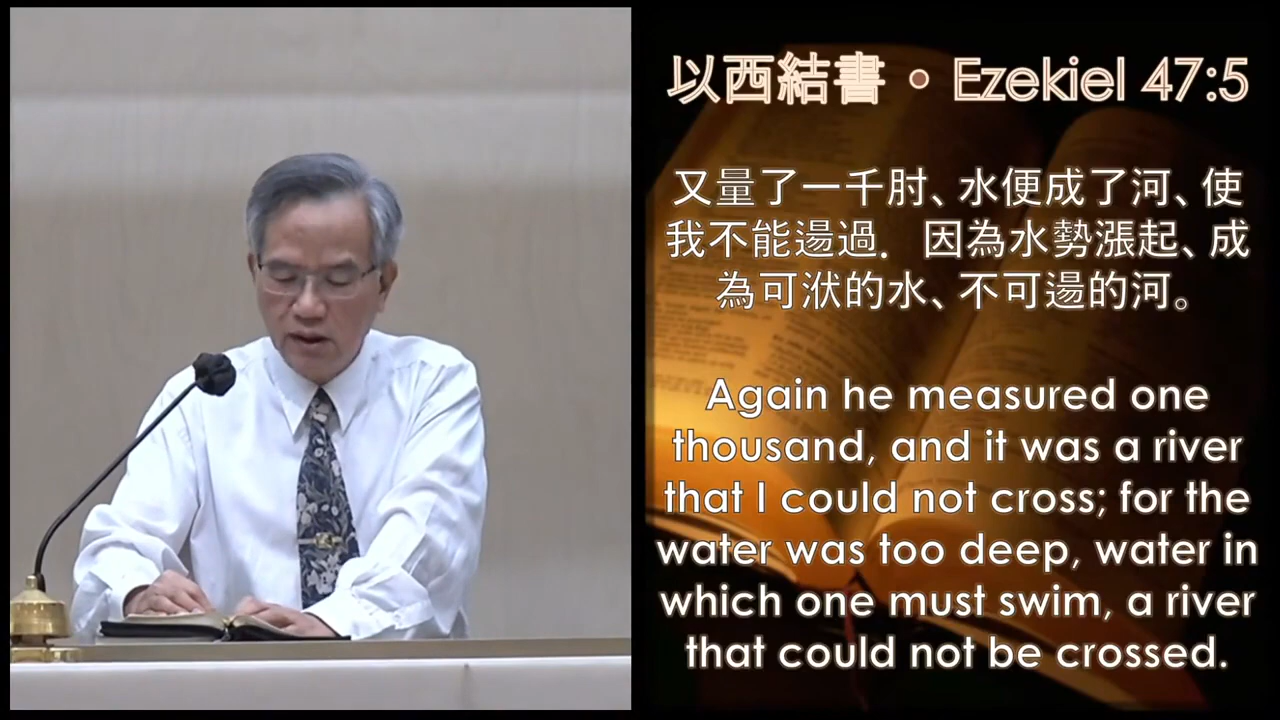 以西結書 • Ezekiel 47:5
又量了一千肘、水便成了河、使
我不能逿過． 因為水勢漲起、成
為可洑的水、不可逿的河。
Again he measured one
thousand, and it was a river
that I could not cross; for the
water was too deep, water in
which one must swim, a river
that could not be crossed.